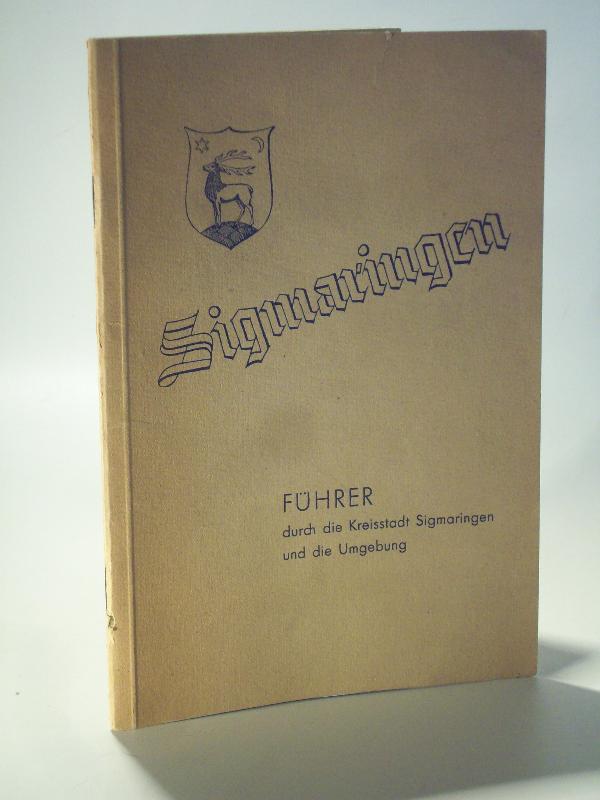 Sigmaringen
FÜHRER
durch die Kreisstadt Sigmaringen
und die Umgebung